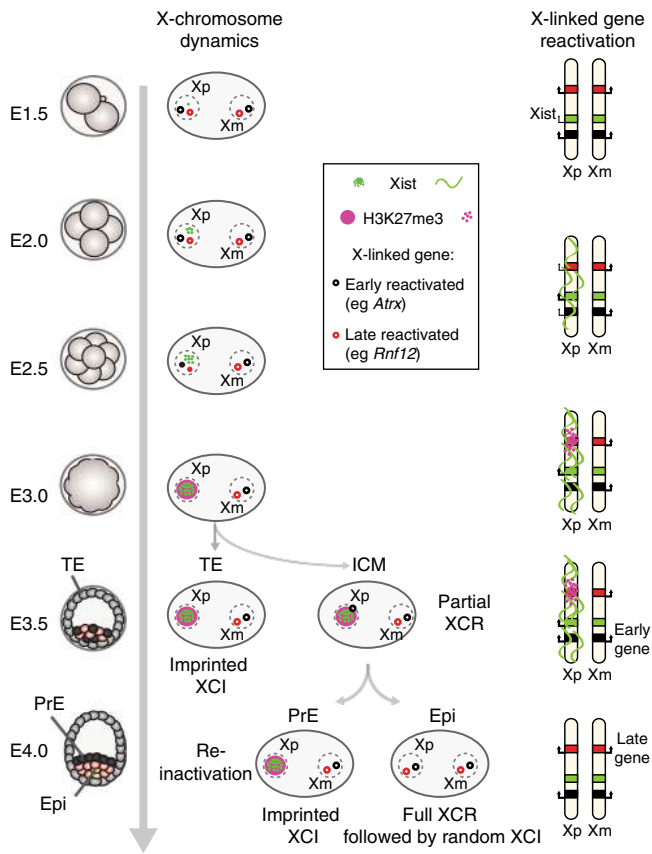 X-chromosome
dynamics
X-linked gene
reactivation
E1.5
Xp
Xm
Xist
Xp Xm
E2.0
Xp
Xm
Xist
H3K27me3
X-linked gene:
Early reactivated
(eg Atrx)
Late reactivated
(eg Rnf12)
Xp Xm
E2.5
Xp
Xm
E3.0
Xp
Xm
Xp Xm
TE
E3.5
TE
Xp
Xm
Imprinted
XCI
ICM
Xp
Xm
Partial
XCR
Early
gene
Xp Xm
PrE
E4.0
Epi
Re-
inactivation
PrE
Xp
Xm
Imprinted
XCI
Epi
Xp
Xm
Full XCR
followed by random XCI
Late
gene
Xp Xm